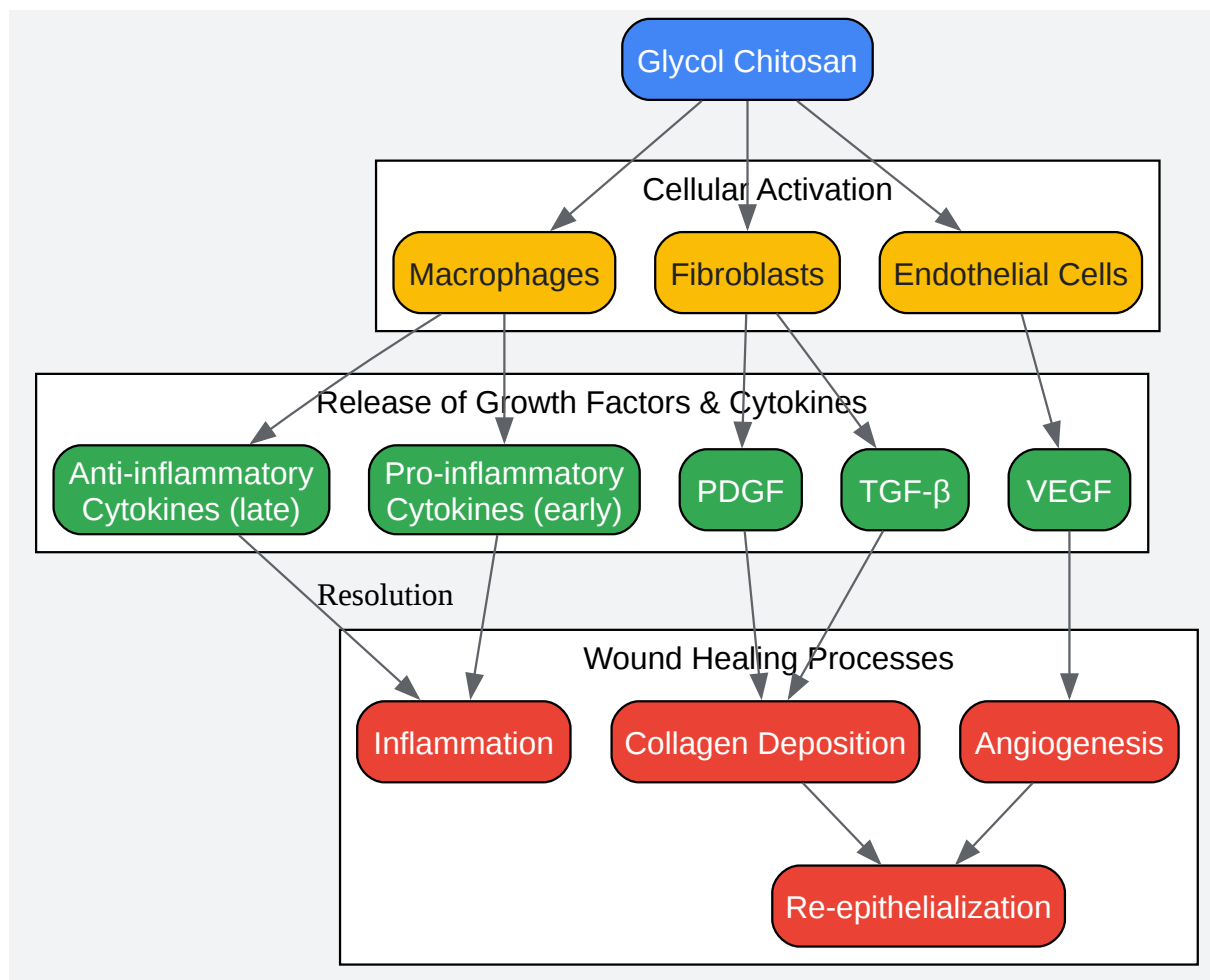 Glycol Chitosan
Cellular Activation
Macrophages
Fibroblasts
Endothelial Cells
Release of Growth Factors & Cytokines
Anti-inflammatory
Cytokines (late)
Pro-inflammatory
Cytokines (early)
PDGF
TGF-β
VEGF
Resolution
Wound Healing Processes
Inflammation
Collagen Deposition
Angiogenesis
Re-epithelialization